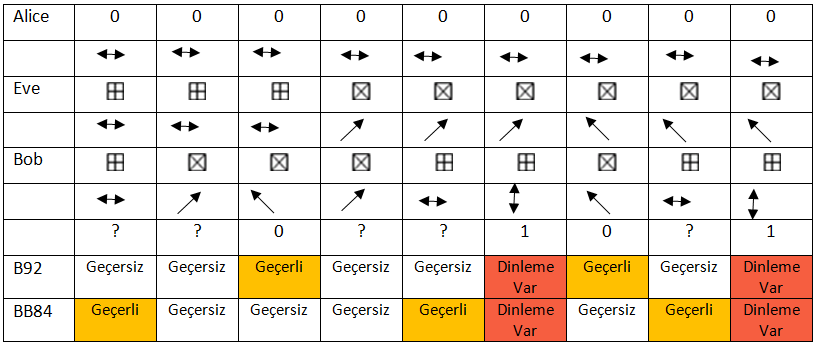 Alice 0 0 0 0 0 0 0 0 0
Eve
Bob
? ? 0 ? ? 1 0 ? 1
B92 Geçersiz Geçersiz Geçerli Geçersiz Geçersiz Dinleme Var Geçerli Geçersiz Dinleme Var
BB84 Geçerli Geçersiz Geçersiz Geçersiz Geçerli Dinleme Var Geçersiz Geçerli Dinleme Var